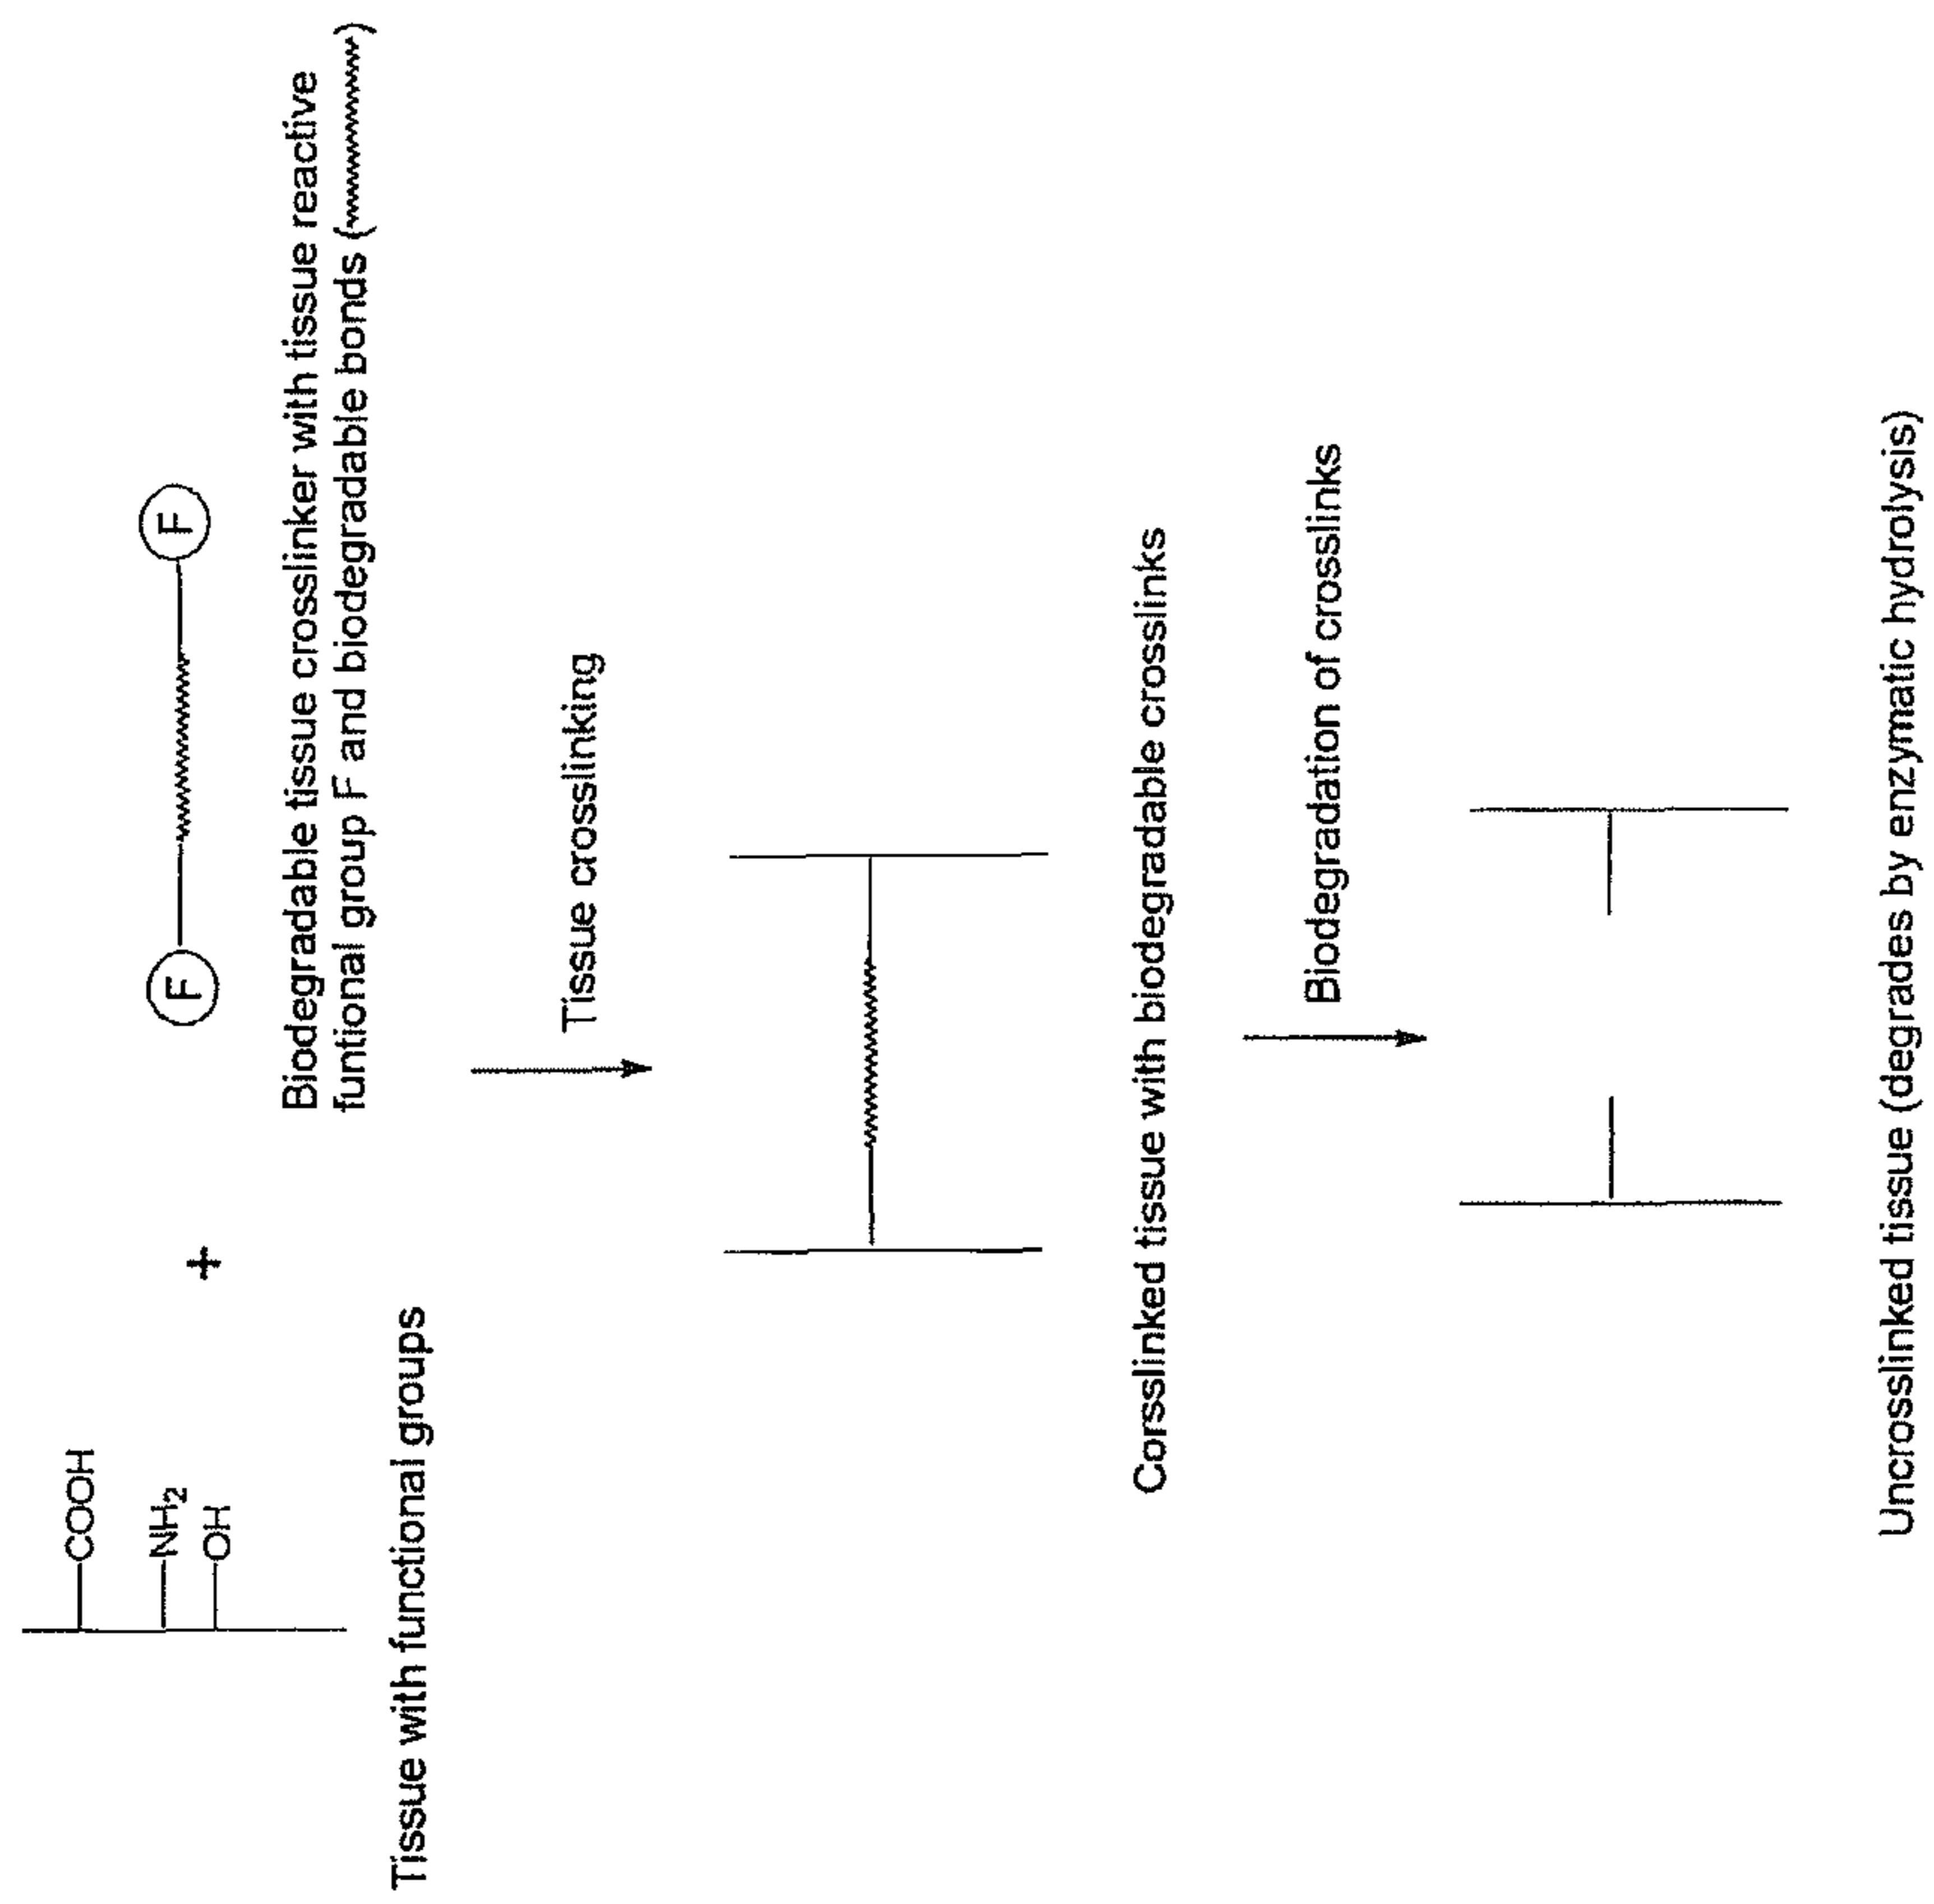 COOH
NH2
OH
Tissue with functional groups
+
F
F
Biodegradable tissue crosslinker with tissue reactive
funtional group F and biodegradable bonds ( )
Tissue crosslinking
Corsslinked tissue with biodegradable crosslinks
Biodegradation of crosslinks
Uncrosslinked tissue (degrades by enzymatic hydrolysis)